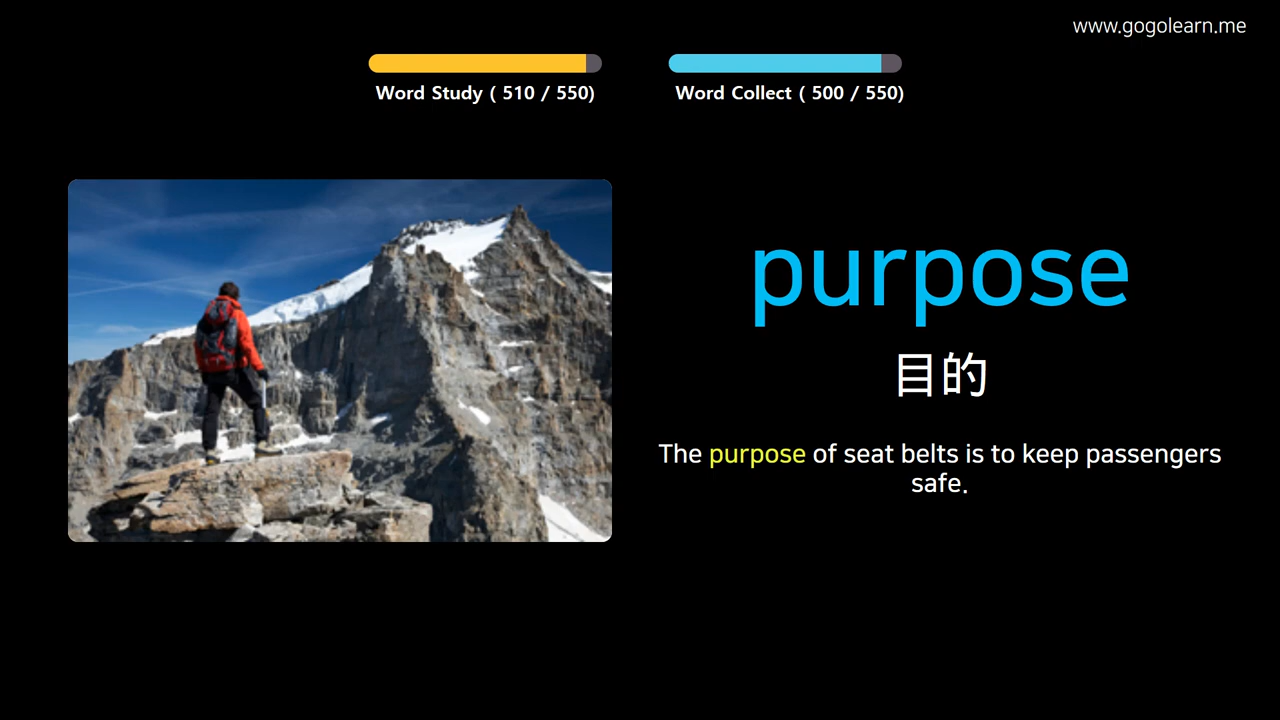 www.gogolearn.me
Word Study ( 510 / 550)
Word Collect ( 500 / 550)
purpose
目的
The purpose of seat belts is to keep passengers
safe.